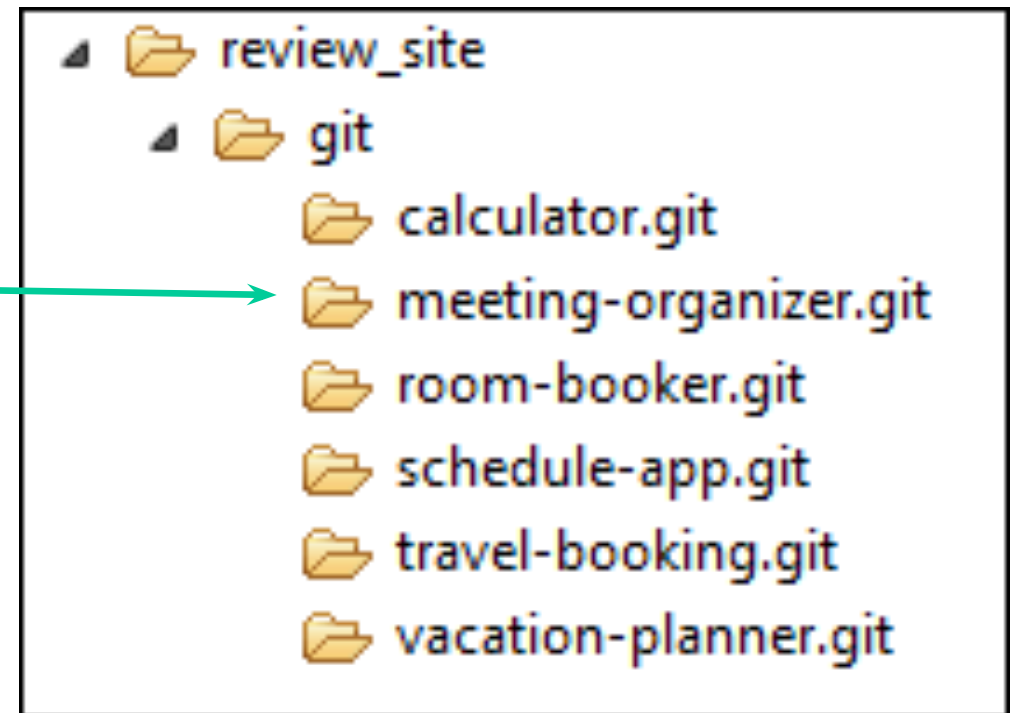 review_site
git
calculator.git
meeting-organizer.git
room-booker.git
schedule-app.git
travel-booking.git
vacation-planner.git